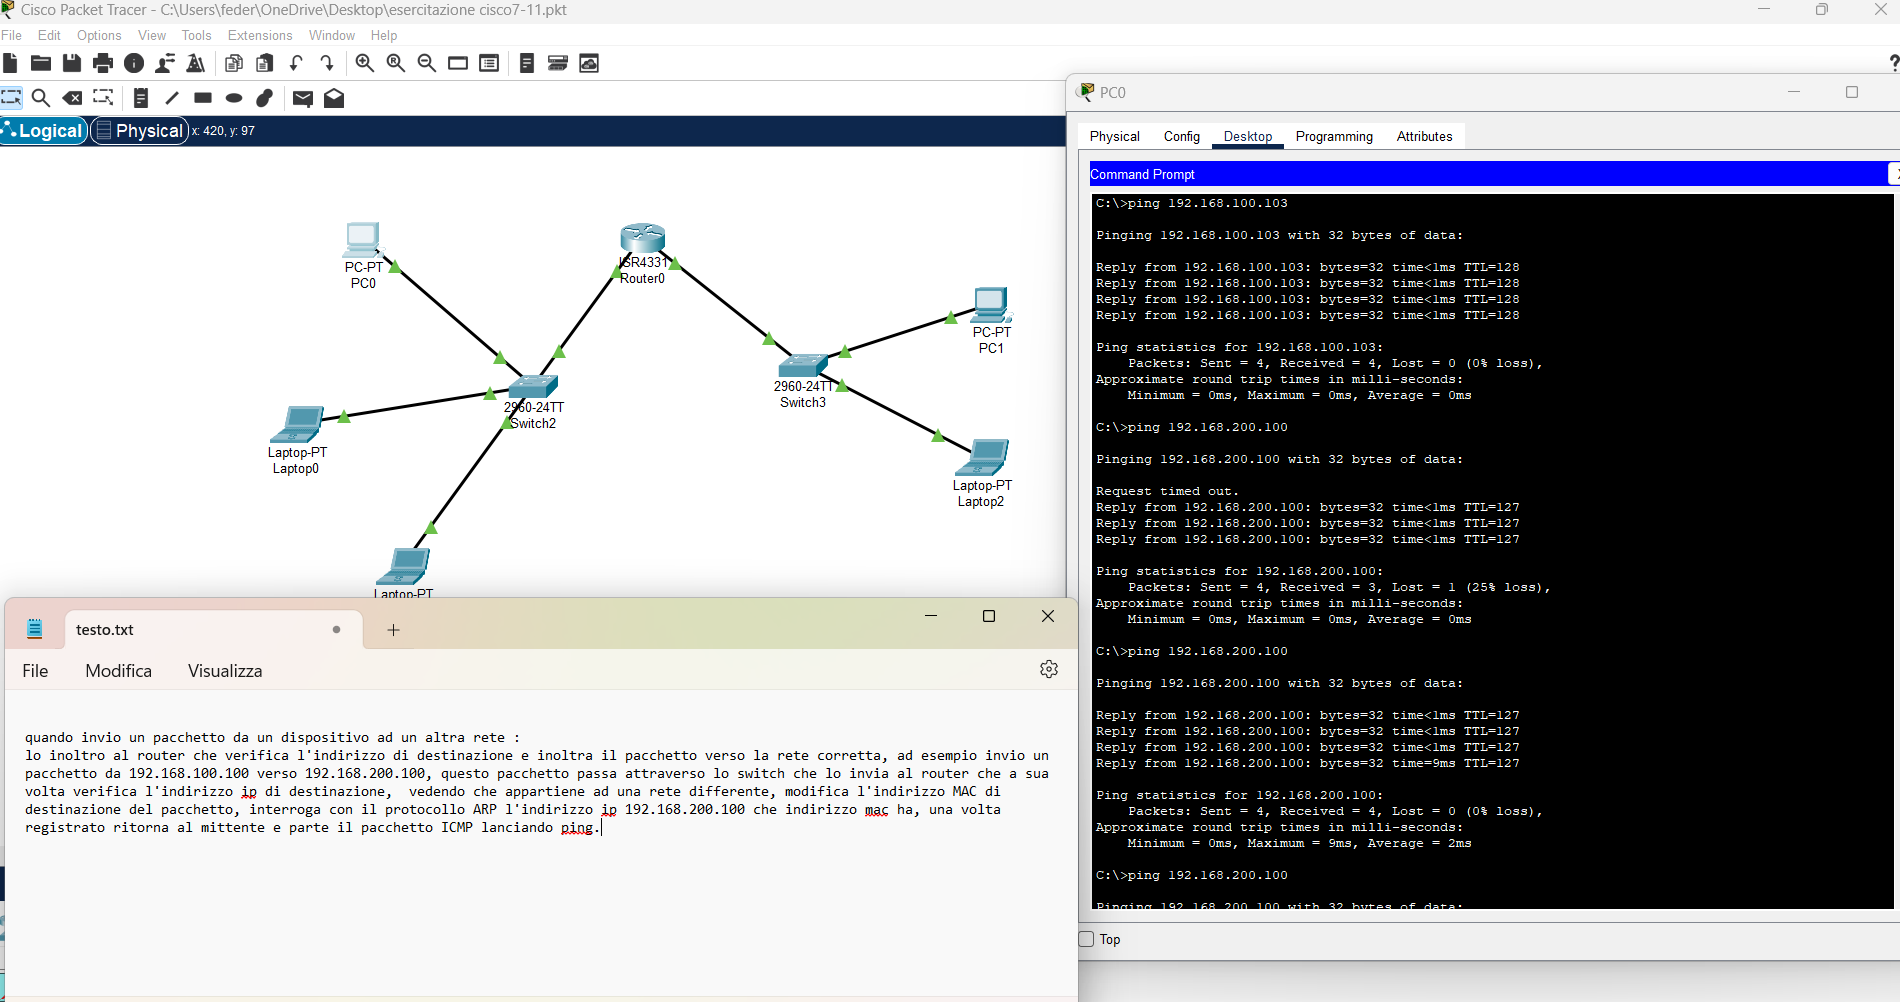 Cisco Packet Tracer - C:\Users\feder\OneDrive\Desktop\esercitazione cisco7-11.pkt
File Edit Options View Tools Extensions Window Help
Logical Physical x: 420, y: 97
PC-PT
PC0
ISR4331
Router0
PC-PT
PC1
2960-24TT
Switch3
2960-24TT
Switch2
Laptop-PT
Laptop0
Laptop-PT
Laptop2
Laptop-PT
testo.txt
File Modifica Visualizza
quando invio un pacchetto da un dispositivo ad un altra rete :
lo inoltro al router che verifica l'indirizzo di destinazione e inoltra il pacchetto verso la rete corretta, ad esempio invio un
pacchetto da 192.168.100.100 verso 192.168.200.100, questo pacchetto passa attraverso lo switch che lo invia al router che a sua
volta verifica l'indirizzo ip di destinazione,  vedendo che appartiene ad una rete differente, modifica l'indirizzo MAC di
destinazione del pacchetto, interroga con il protocollo ARP l'indirizzo ip 192.168.200.100 che indirizzo mac ha, una volta
registrato ritorna al mittente e parte il pacchetto ICMP lanciando ping.
PC0
Physical Config Desktop Programming Attributes
Command Prompt
C:\>ping 192.168.100.103
Pinging 192.168.100.103 with 32 bytes of data:
Reply from 192.168.100.103: bytes=32 time<1ms TTL=128
Reply from 192.168.100.103: bytes=32 time<1ms TTL=128
Reply from 192.168.100.103: bytes=32 time<1ms TTL=128
Reply from 192.168.100.103: bytes=32 time<1ms TTL=128
Ping statistics for 192.168.100.103:
Packets: Sent = 4, Received = 4, Lost = 0 (0% loss),
Approximate round trip times in milli-seconds:
Minimum = 0ms, Maximum = 0ms, Average = 0ms
C:\>ping 192.168.200.100
Pinging 192.168.200.100 with 32 bytes of data:
Request timed out.
Reply from 192.168.200.100: bytes=32 time<1ms TTL=127
Reply from 192.168.200.100: bytes=32 time<1ms TTL=127
Reply from 192.168.200.100: bytes=32 time<1ms TTL=127
Ping statistics for 192.168.200.100:
Packets: Sent = 4, Received = 3, Lost = 1 (25% loss),
Approximate round trip times in milli-seconds:
Minimum = 0ms, Maximum = 0ms, Average = 0ms
C:\>ping 192.168.200.100
Pinging 192.168.200.100 with 32 bytes of data:
Reply from 192.168.200.100: bytes=32 time<1ms TTL=127
Reply from 192.168.200.100: bytes=32 time<1ms TTL=127
Reply from 192.168.200.100: bytes=32 time<1ms TTL=127
Reply from 192.168.200.100: bytes=32 time=9ms TTL=127
Ping statistics for 192.168.200.100:
Packets: Sent = 4, Received = 4, Lost = 0 (0% loss),
Approximate round trip times in milli-seconds:
Minimum = 0ms, Maximum = 9ms, Average = 2ms
C:\>ping 192.168.200.100
Pinging 192.168.200.100 with 32 bytes of data:
Top